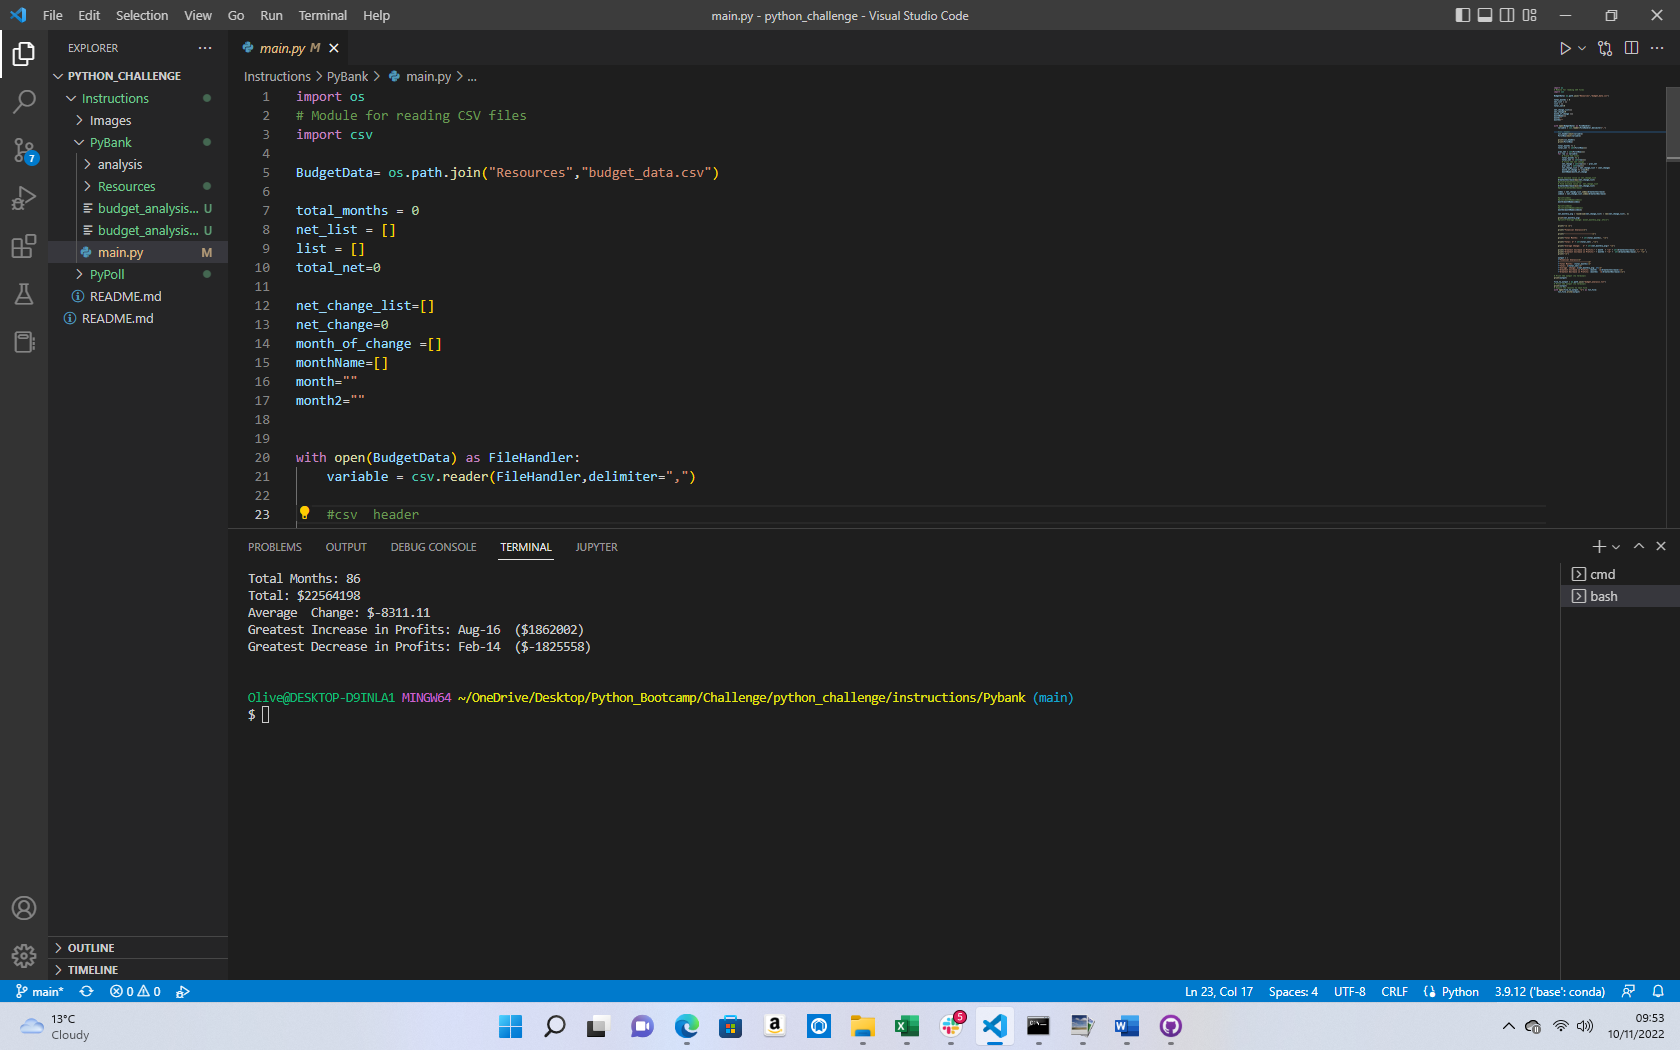 File Edit Selection View Go Run Terminal Help
main.py - python_challenge - Visual Studio Code
EXPLORER
PYTHON_CHALLENGE
Instructions
Images
PyBank
analysis
Resources
budget_analysis... U
budget_analysis... U
main.py M
PyPoll
README.md
README.md
OUTLINE
TIMELINE
7
main.py M
Instructions > PyBank > main.py > ...
1 import os
2 # Module for reading CSV files
3 import csv
4
5 BudgetData= os.path.join("Resources","budget_data.csv")
6
7 total_months = 0
8 net_list = []
9 list = []
10 total_net=0
11
12 net_change_list=[]
13 net_change=0
14 month_of_change =[]
15 monthName=[]
16 month=""
17 month2=""
18
19
20 with open(BudgetData) as FileHandler:
21 variable = csv.reader(FileHandler,delimiter=",")
22
23 #csv  header
PROBLEMS OUTPUT DEBUG CONSOLE TERMINAL JUPYTER
Total Months: 86
Total: $22564198
Average  Change: $-8311.11
Greatest Increase in Profits: Aug-16  ($1862002)
Greatest Decrease in Profits: Feb-14  ($-1825558)
Olive@DESKTOP-D9INLA1 MINGW64 ~/OneDrive/Desktop/Python_Bootcamp/Challenge/python_challenge/instructions/Pybank (main)
$
cmd
bash
main* 0 0
Ln 23, Col 17 Spaces: 4 UTF-8 CRLF Python 3.9.12 ('base': conda)
13°C
Cloudy
5
09:53
10/11/2022